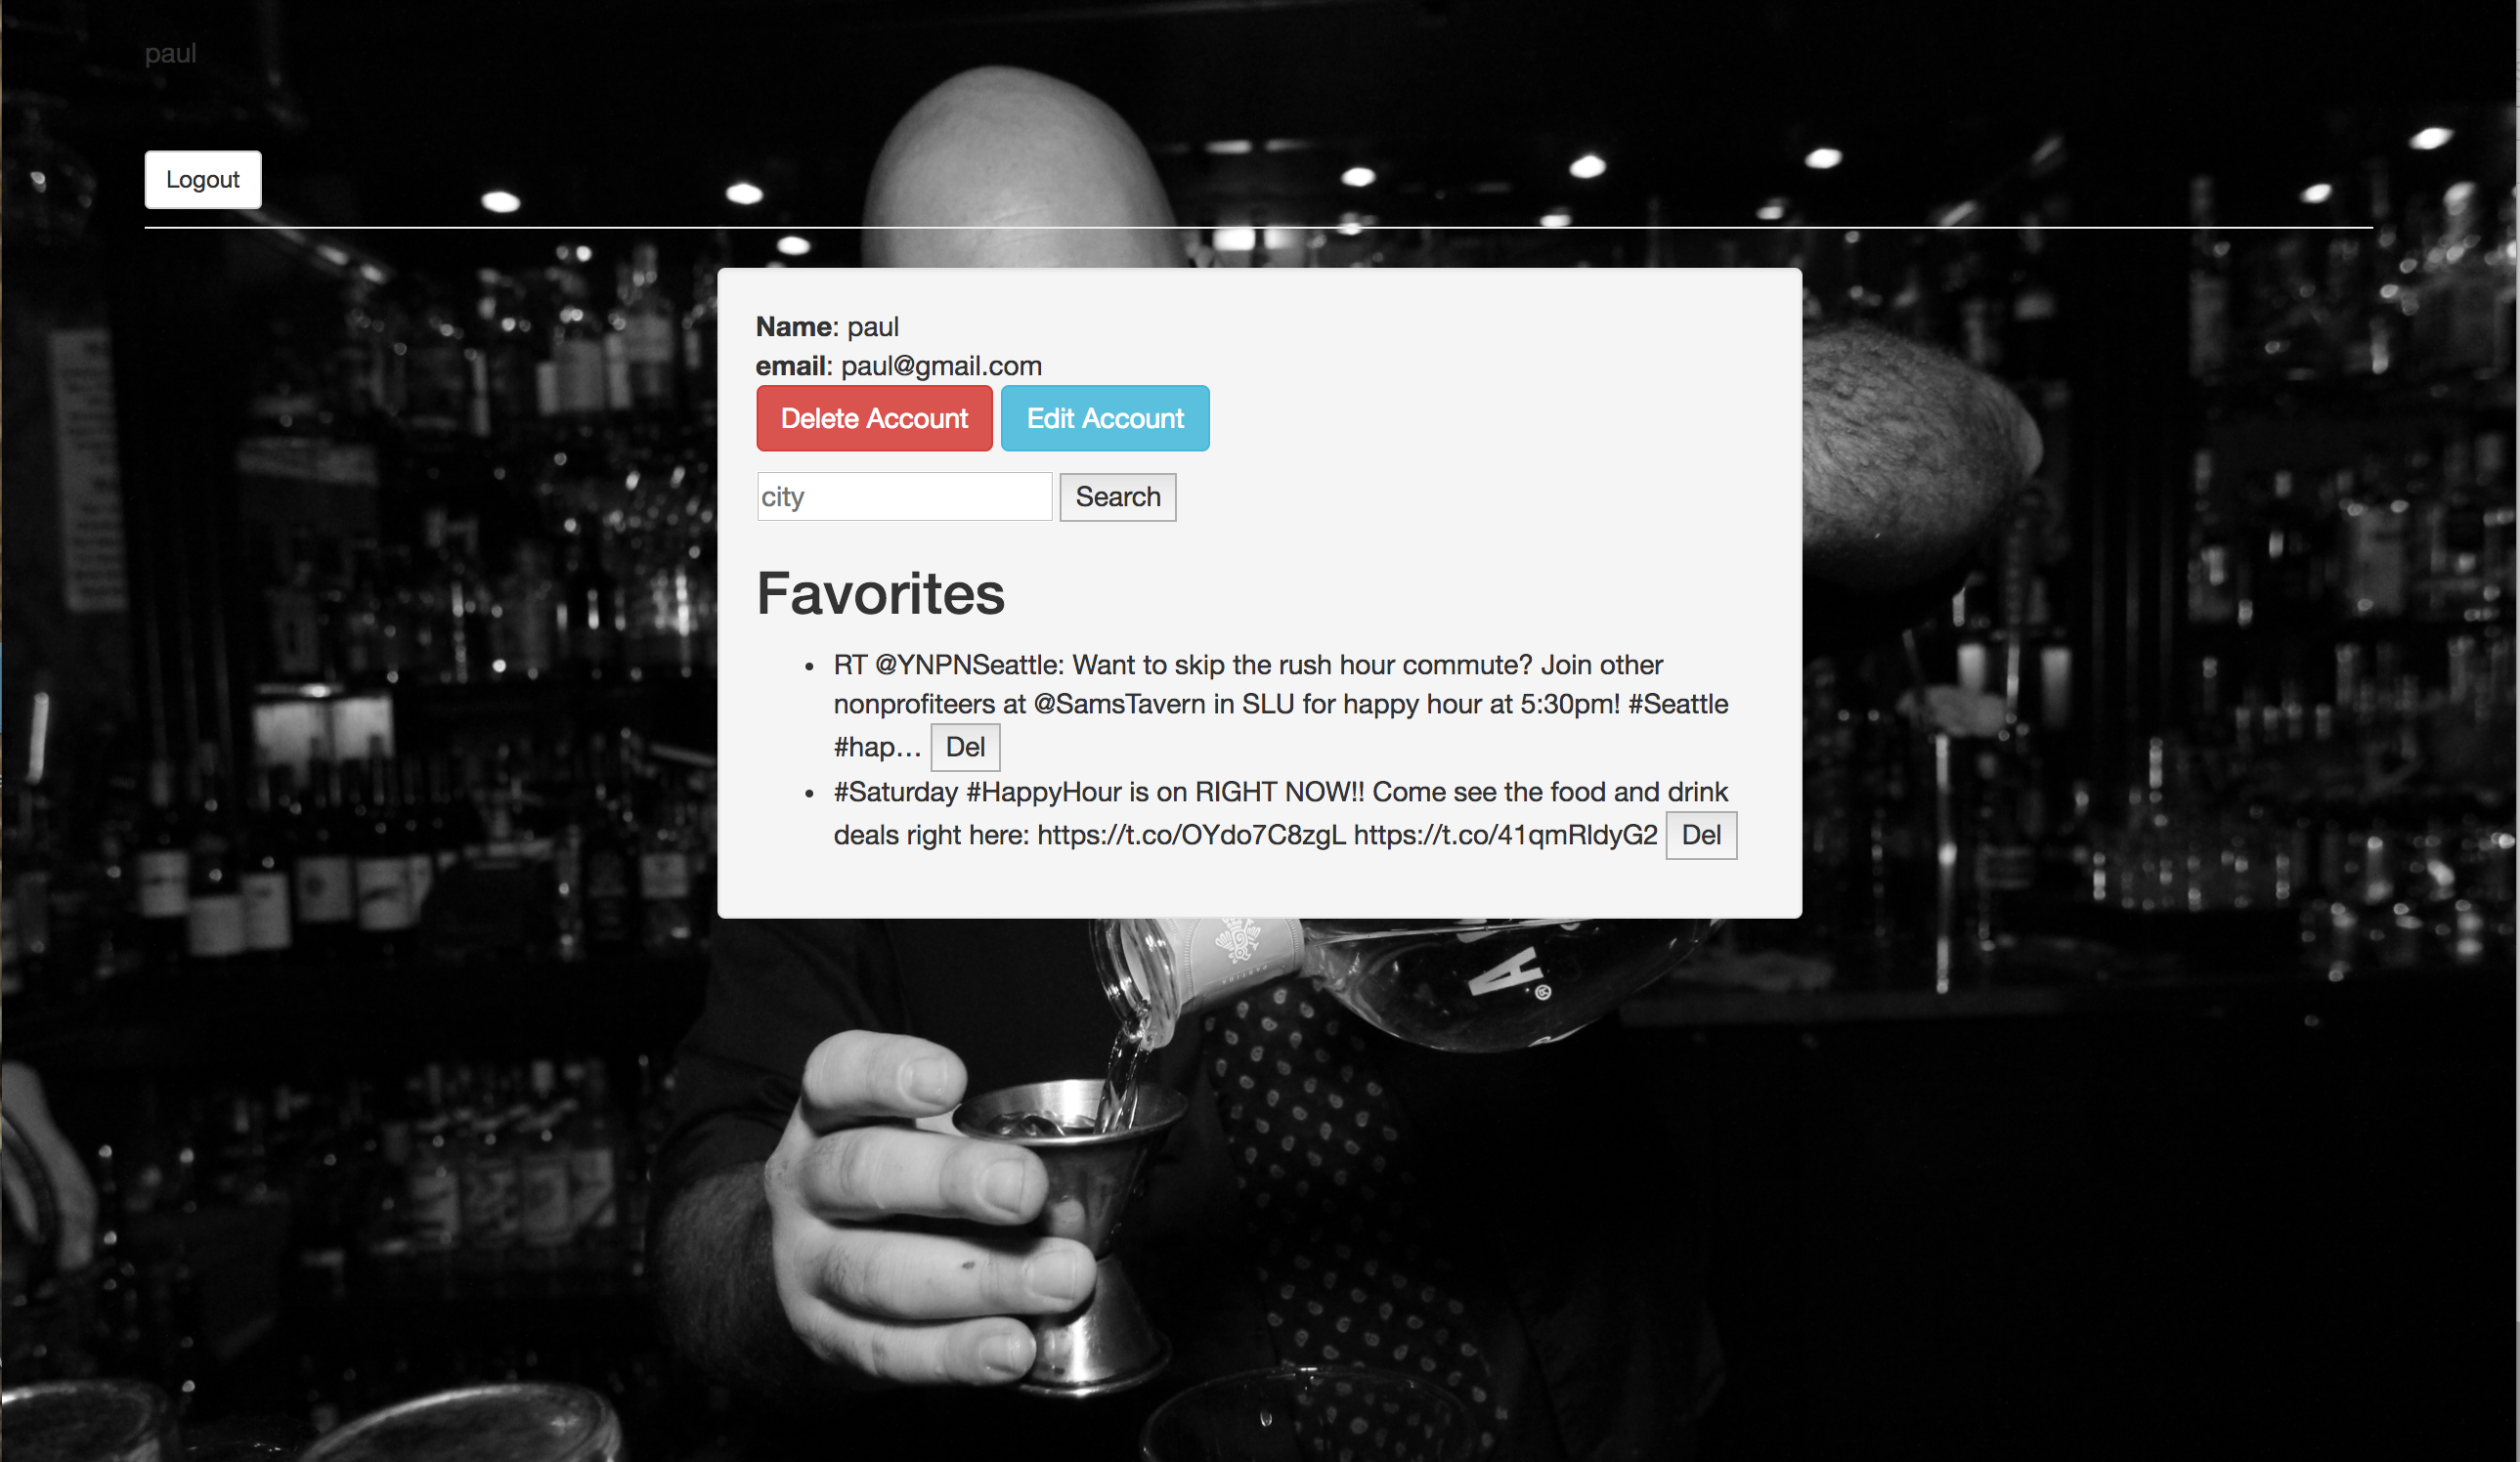 paul
Logout
Name: paul
email: paul@gmail.com
Delete Account Edit Account
city Search
Favorites
RT @YNPNSeattle: Want to skip the rush hour commute? Join other
nonprofiteers at @SamsTavern in SLU for happy hour at 5:30pm! #Seattle
#hap… Del
#Saturday #HappyHour is on RIGHT NOW!! Come see the food and drink
deals right here: https://t.co/OYdo7C8zgL https://t.co/41qmRldyG2 Del
A®